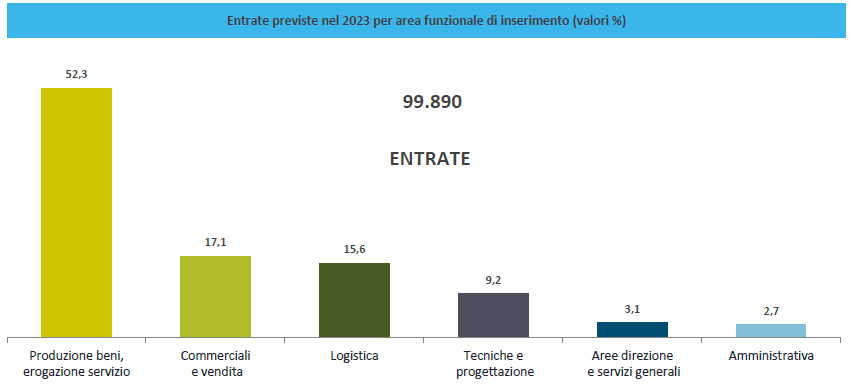 Entrate previste nel 2023 per area funzionale di inserimento (valori %)
52,3
99.890
ENTRATE
17,1
15,6
9,2
3,1
2,7
Produzione beni,
erogazione servizio
Commerciali
e vendita
Logistica
Tecniche e
progettazione
Aree direzione
e servizi generali
Amministrativa